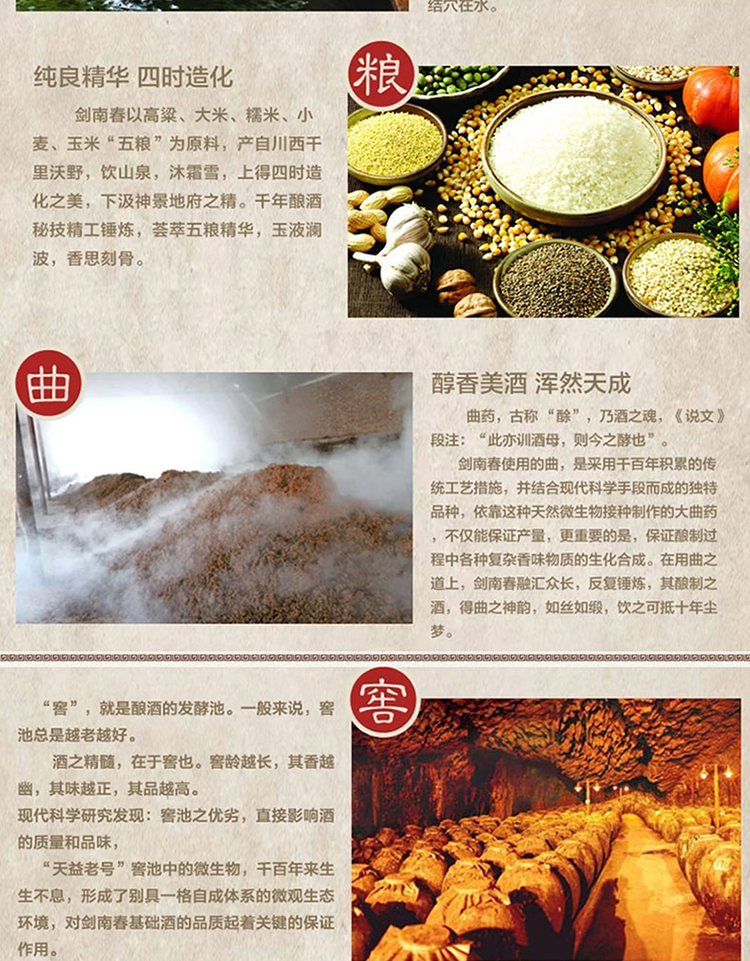 结穴在水。
粮
纯良精华 四时造化
剑南春以高粱、大米、糯米、小
麦、玉米“五粮”为原料，产自川西千
里沃野，饮山泉，沐霜雪，上得四时造
化之美，下汲神景地府之精。千年酿酒
秘技精工锤炼，荟萃五粮精华，玉液澜
波，香思刻骨。
曲
醇香美酒 浑然天成
曲药，古称“酴”，乃酒之魂，《说文》
段注：“此亦训酒母，则今之酵也”。
剑南春使用的曲，是采用千百年积累的传
统工艺措施，并结合现代科学手段而成的独特
品种，依靠这种天然微生物接种制作的大曲药
，不仅能保证产量，更重要的是，保证酿制过
程中各种复杂香味物质的生化合成。在用曲之
道上，剑南春融汇众长，反复锤炼，其酿制之
酒，得曲之神韵，如丝如缎，饮之可抵十年尘
梦。
窖
“窖”，就是酿酒的发酵池。一般来说，窖
池总是越老越好。
酒之精髓，在于窖也。窖龄越长，其香越
幽，其味越正，其品越高。
现代科学研究发现：窖池之优劣，直接影响酒
的质量和品味，
“天益老号”窖池中的微生物，千百年来生
生不息，形成了别具一格自成体系的微观生态
环境，对剑南春基础酒的品质起着关键的保证
作用。